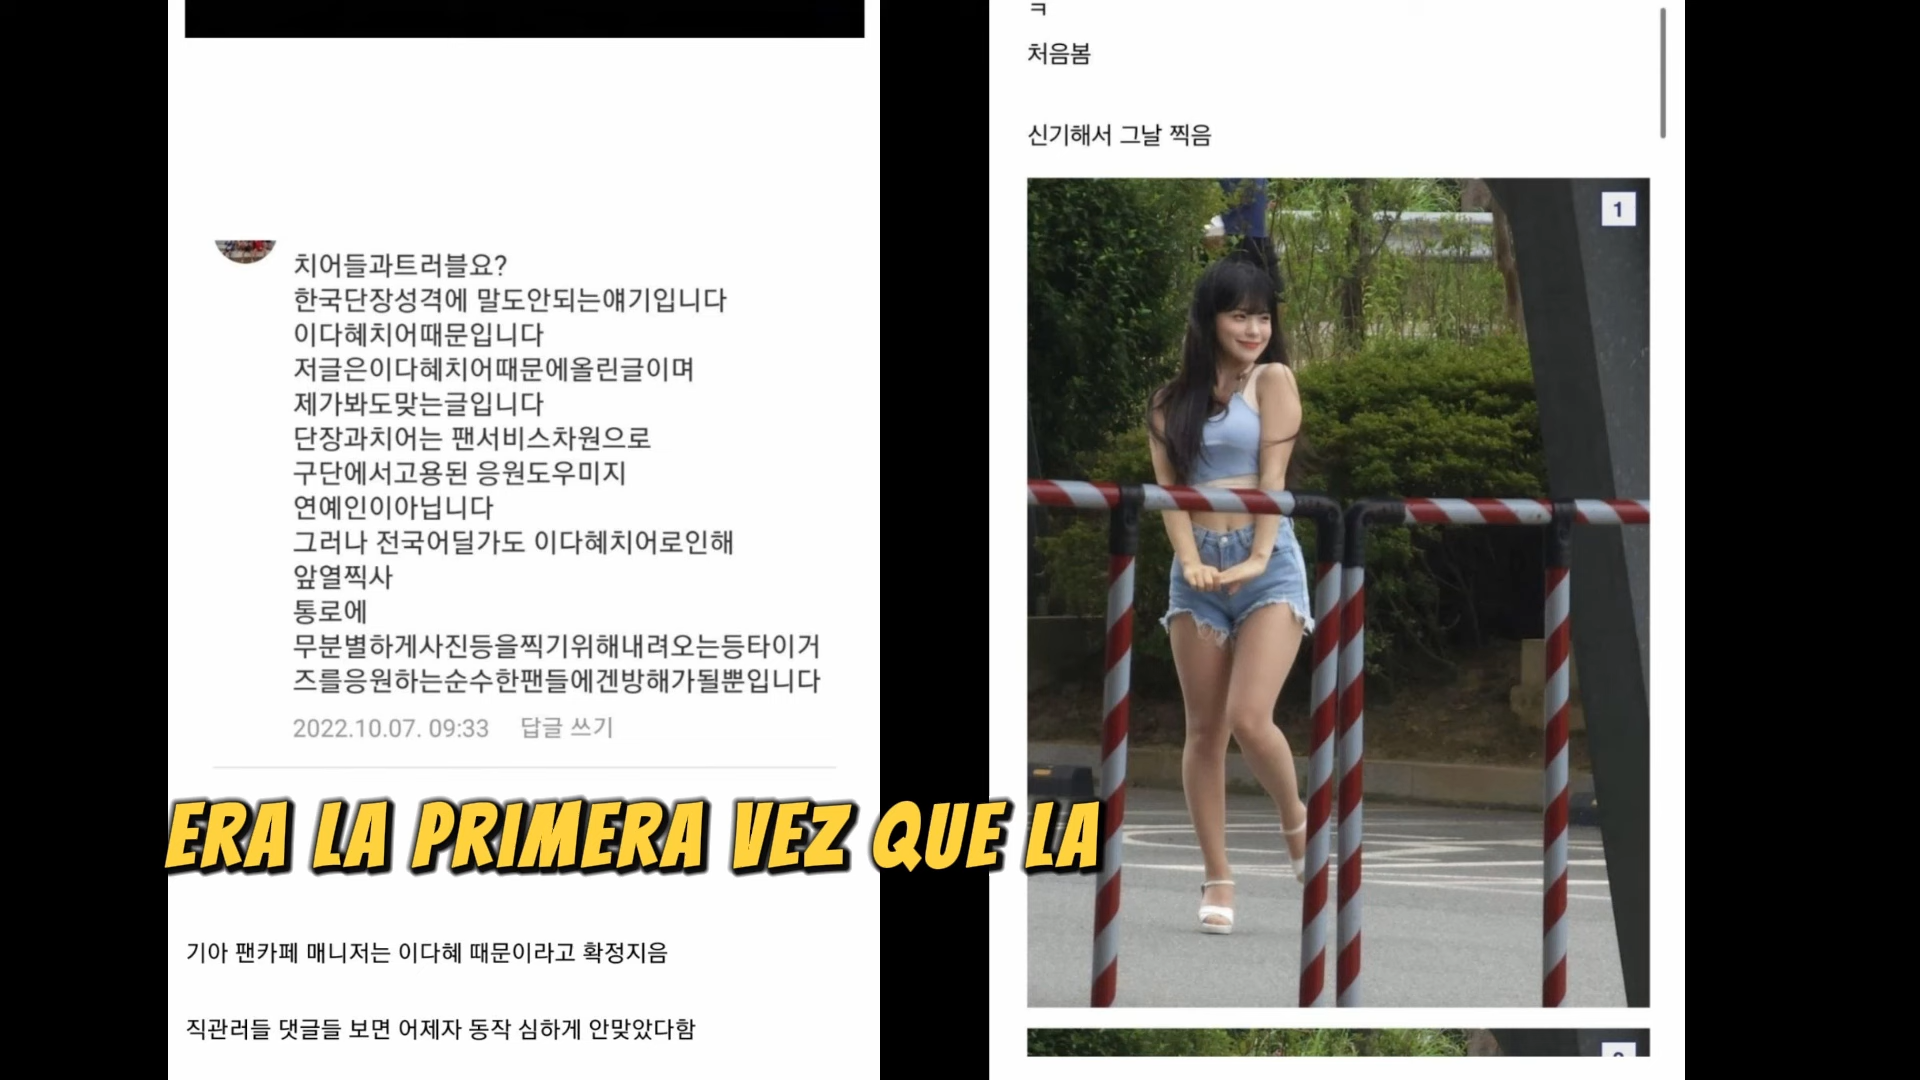 치어들과트러블요?
한국단장성격에 말도안되는얘기입니다
이다혜치어때문입니다
저글은이다혜치어때문에올린글이며
제가봐도맞는글입니다
단장과치어는 팬서비스차원으로
구단에서고용된 응원도우미지
연예인이아닙니다
그러나 전국어딜가도 이다혜치어로인해
앞열찍사
통로에
무분별하게사진등을찍기위해내려오는등타이거
즈를응원하는순수한팬들에겐방해가될뿐입니다
2022.10.07. 09:33 답글 쓰기
기아 팬카페 매니저는 이다혜 때문이라고 확정지음
직관러들 댓글들 보면 어제자 동작 심하게 안맞았다함
ㅋ
처음봄
신기해서 그날 찍음
1
ERA LA PRIMERA VEZ QUE LA